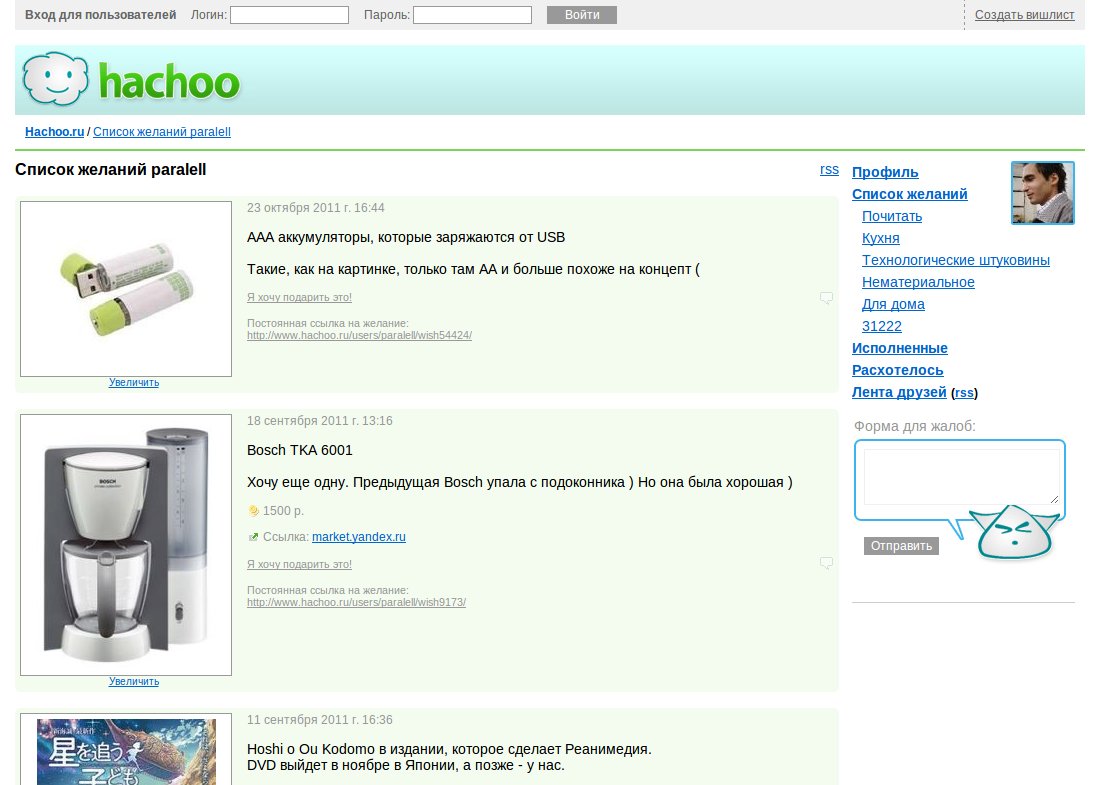 Вход для пользователей Логин: Пароль: Войти Создать вишлист
hachoo
Hachoo.ru / Список желаний paralell
Список желаний paralell rss
23 октября 2011 г. 16:44
ААА аккумуляторы, которые заряжаются от USB
Такие, как на картинке, только там АА и больше похоже на концепт (
Я хочу подарить это!
Постоянная ссылка на желание:
http://www.hachoo.ru/users/paralell/wish54424/
Увеличить
18 сентября 2011 г. 13:16
BOSCH
Bosch TKA 6001
Хочу еще одну. Предыдущая Bosch упала с подоконника ) Но она была хорошая )
1500 р.
Ссылка: market.yandex.ru
Я хочу подарить это!
Постоянная ссылка на желание:
http://www.hachoo.ru/users/paralell/wish9173/
Увеличить
11 сентября 2011 г. 16:36
星を追う
子ども
Hoshi o Ou Kodomo в издании, которое сделает Реанимедия.
DVD выйдет в ноябре в Японии, а позже - у нас.
Профиль
Список желаний
Почитать
Кухня
Технологические штуковины
Нематериальное
Для дома
31222
Исполненные
Расхотелось
Лента друзей (rss)
Форма для жалоб:
Отправить